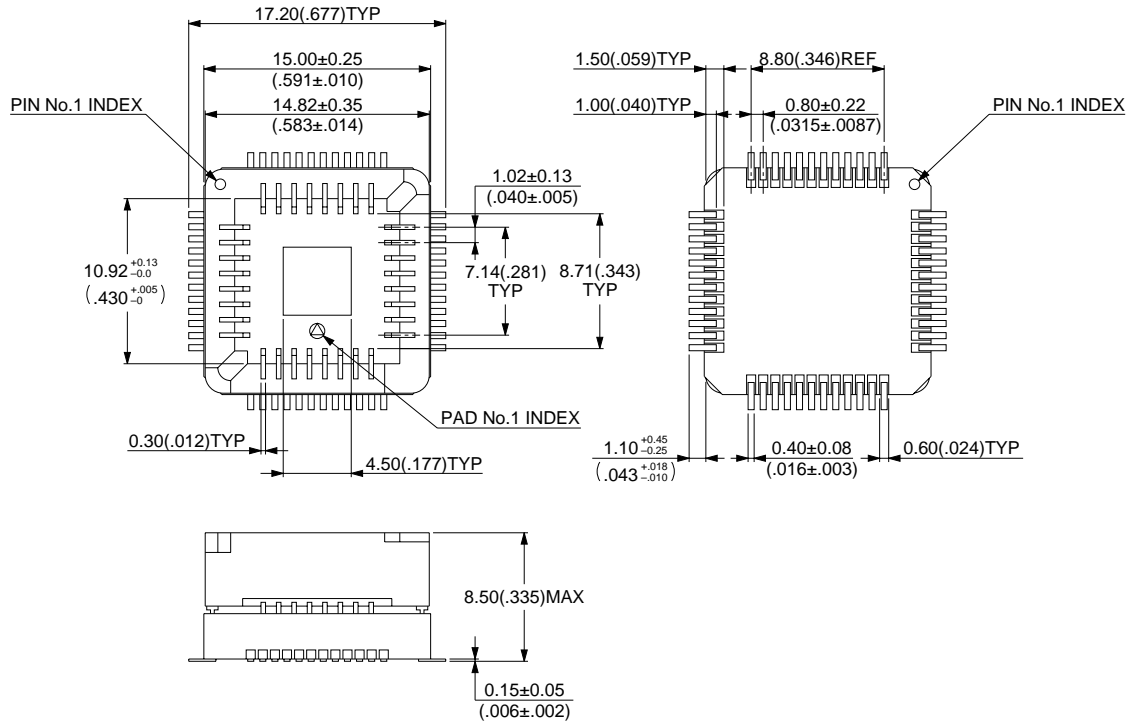 17.20(.677)TYP
15.00±0.25
(.591±.010)
14.82±0.35
(.583±.014)
PIN No.1 INDEX
1.02±0.13
(.040±.005)
10.92 +0.13 –0.0
(.430 +.005 –0)
7.14(.281)
TYP
8.71(.343)
TYP
PAD No.1 INDEX
0.30(.012)TYP
4.50(.177)TYP
1.50(.059)TYP
8.80(.346)REF
1.00(.040)TYP
0.80±0.22
(.0315±.0087)
PIN No.1 INDEX
1.10 +0.45 –0.25
(.043 +.018 –.010)
0.40±0.08
(.016±.003)
0.60(.024)TYP
8.50(.335)MAX
0.15±0.05
(.006±.002)